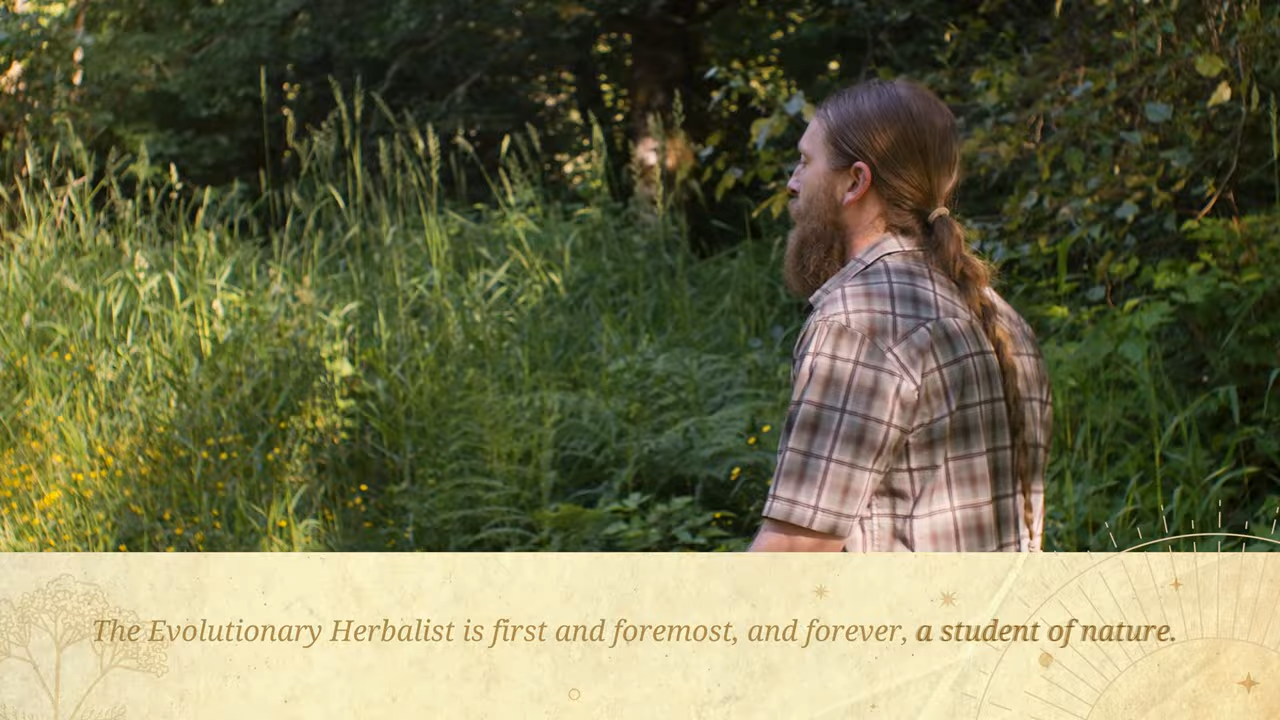 The Evolutionary Herbalist is first and foremost, and forever, a student of nature.